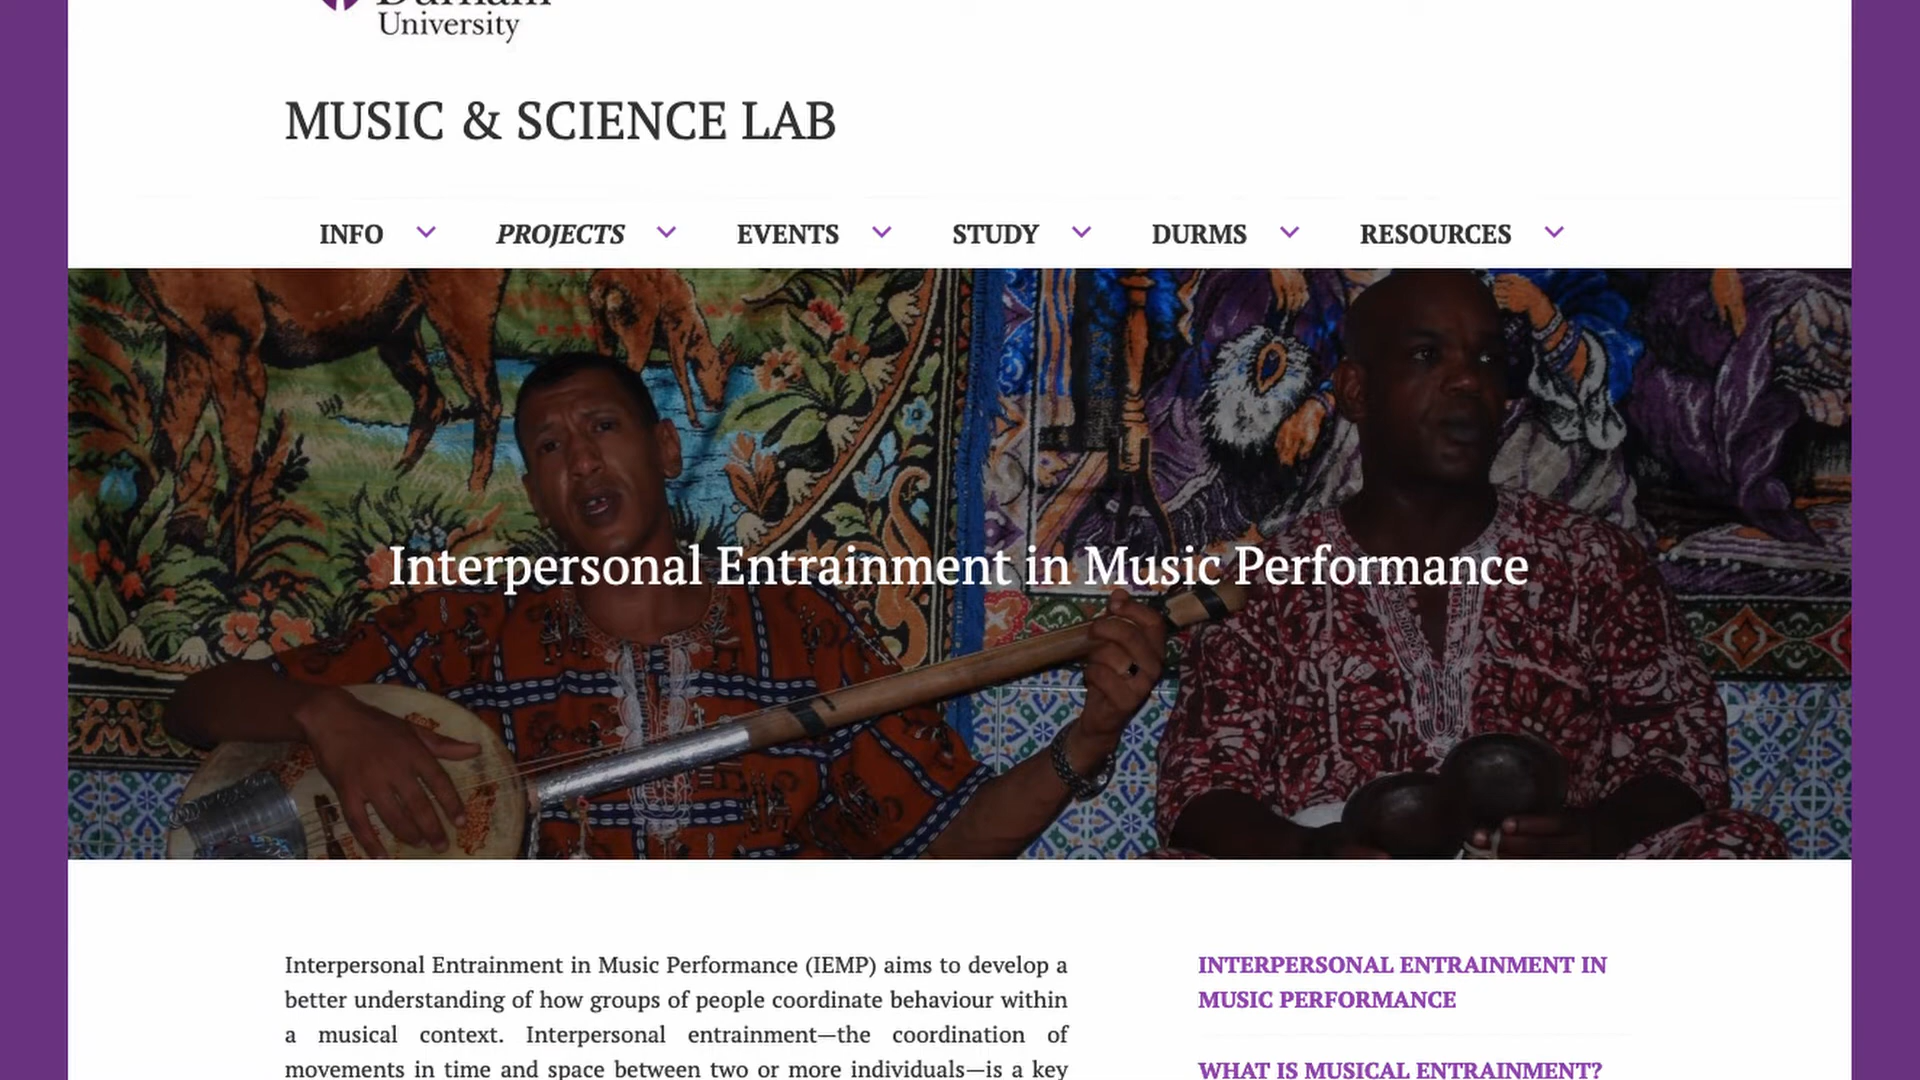 Durham
University
MUSIC & SCIENCE LAB
INFO
PROJECTS
EVENTS
STUDY
DURMS
RESOURCES
Interpersonal Entrainment in Music Performance
Interpersonal Entrainment in Music Performance (IEMP) aims to develop a
better understanding of how groups of people coordinate behaviour within
a musical context. Interpersonal entrainment—the coordination of
movements in time and space between two or more individuals—is a key
INTERPERSONAL ENTRAINMENT IN
MUSIC PERFORMANCE
WHAT IS MUSICAL ENTRAINMENT?